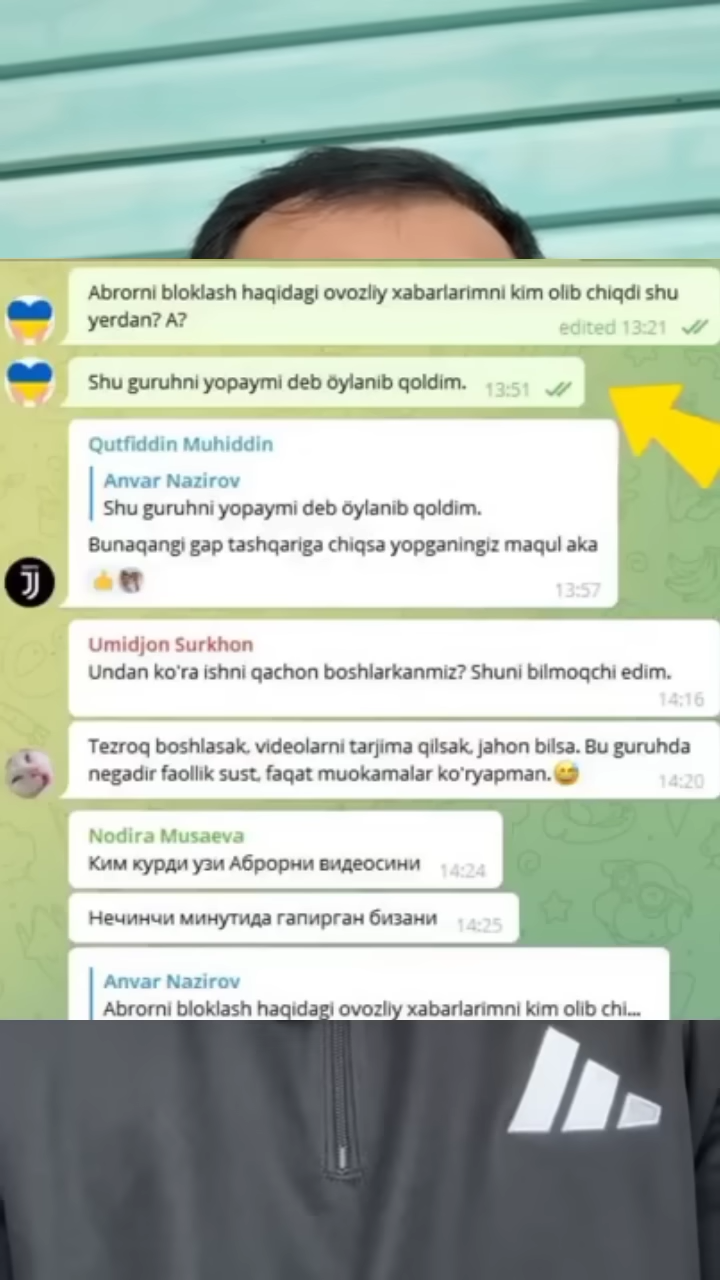 Abrorni bloklash haqidagi ovozliy xabarlarimni kim olib chiqdi shu
yerdan? A?
edited 13:21
Shu guruhni yopaymi deb öylanib qoldim.
13:51
Qutfiddin Muhiddin
Anvar Nazirov
Shu guruhni yopaymi deb öylanib qoldim.
Bunaqangi gap tashqariga chiqsa yopganingiz maqul aka
13:57
Umidjon Surkhon
Undan ko'ra ishni qachon boshlarkanmiz? Shuni bilmoqchi edim.
14:16
Tezroq boshlasak, videolarni tarjima qilsak, jahon bilsa. Bu guruhda
negadir faollik sust, faqat muokamalar ko'ryapman.😅
14:20
Nodira Musaeva
Ким курди узи Аброрни видеосини
14:24
Нечинчи минутида гапирган бизани
14:25
Anvar Nazirov
Abrorni bloklash haqidagi ovozliy xabarlarimni kim olib chi...